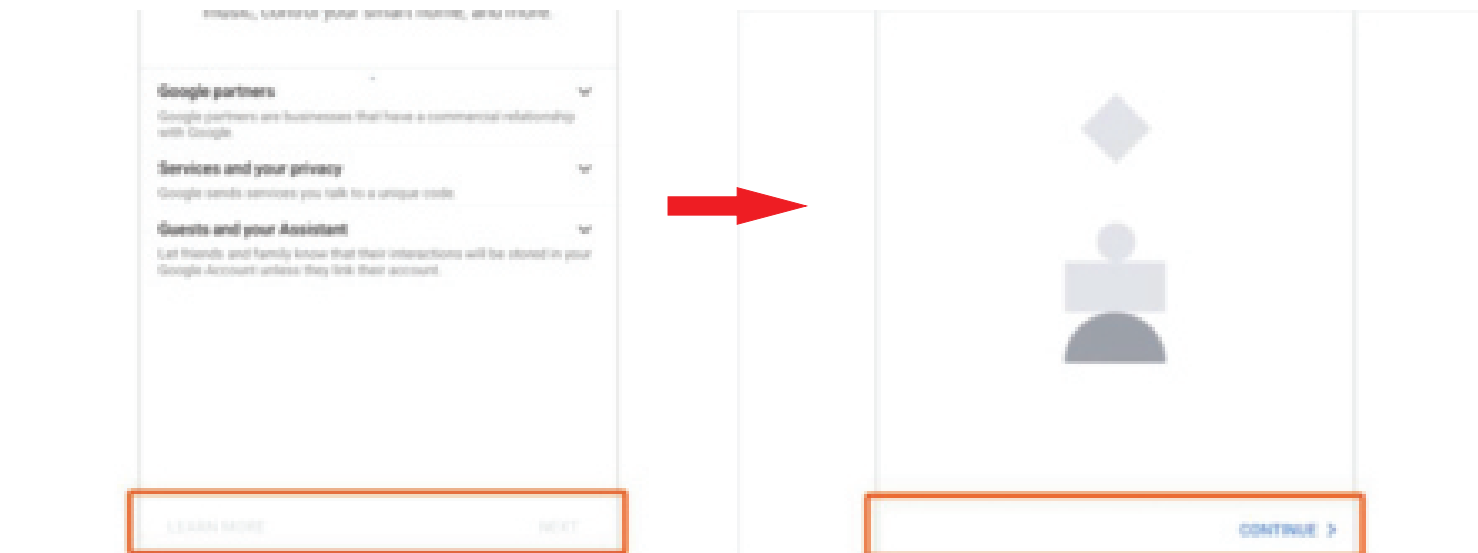 music, control your smart home, and more.
Google partners
Google partners are businesses that have a commercial relationship
with Google.
Services and your privacy
Google sends services you talk to a unique code.
Guests and your Assistant
Let friends and family know that their interactions will be stored in your
Google Account unless they link their account.
LEARN MORE NEXT
CONTINUE